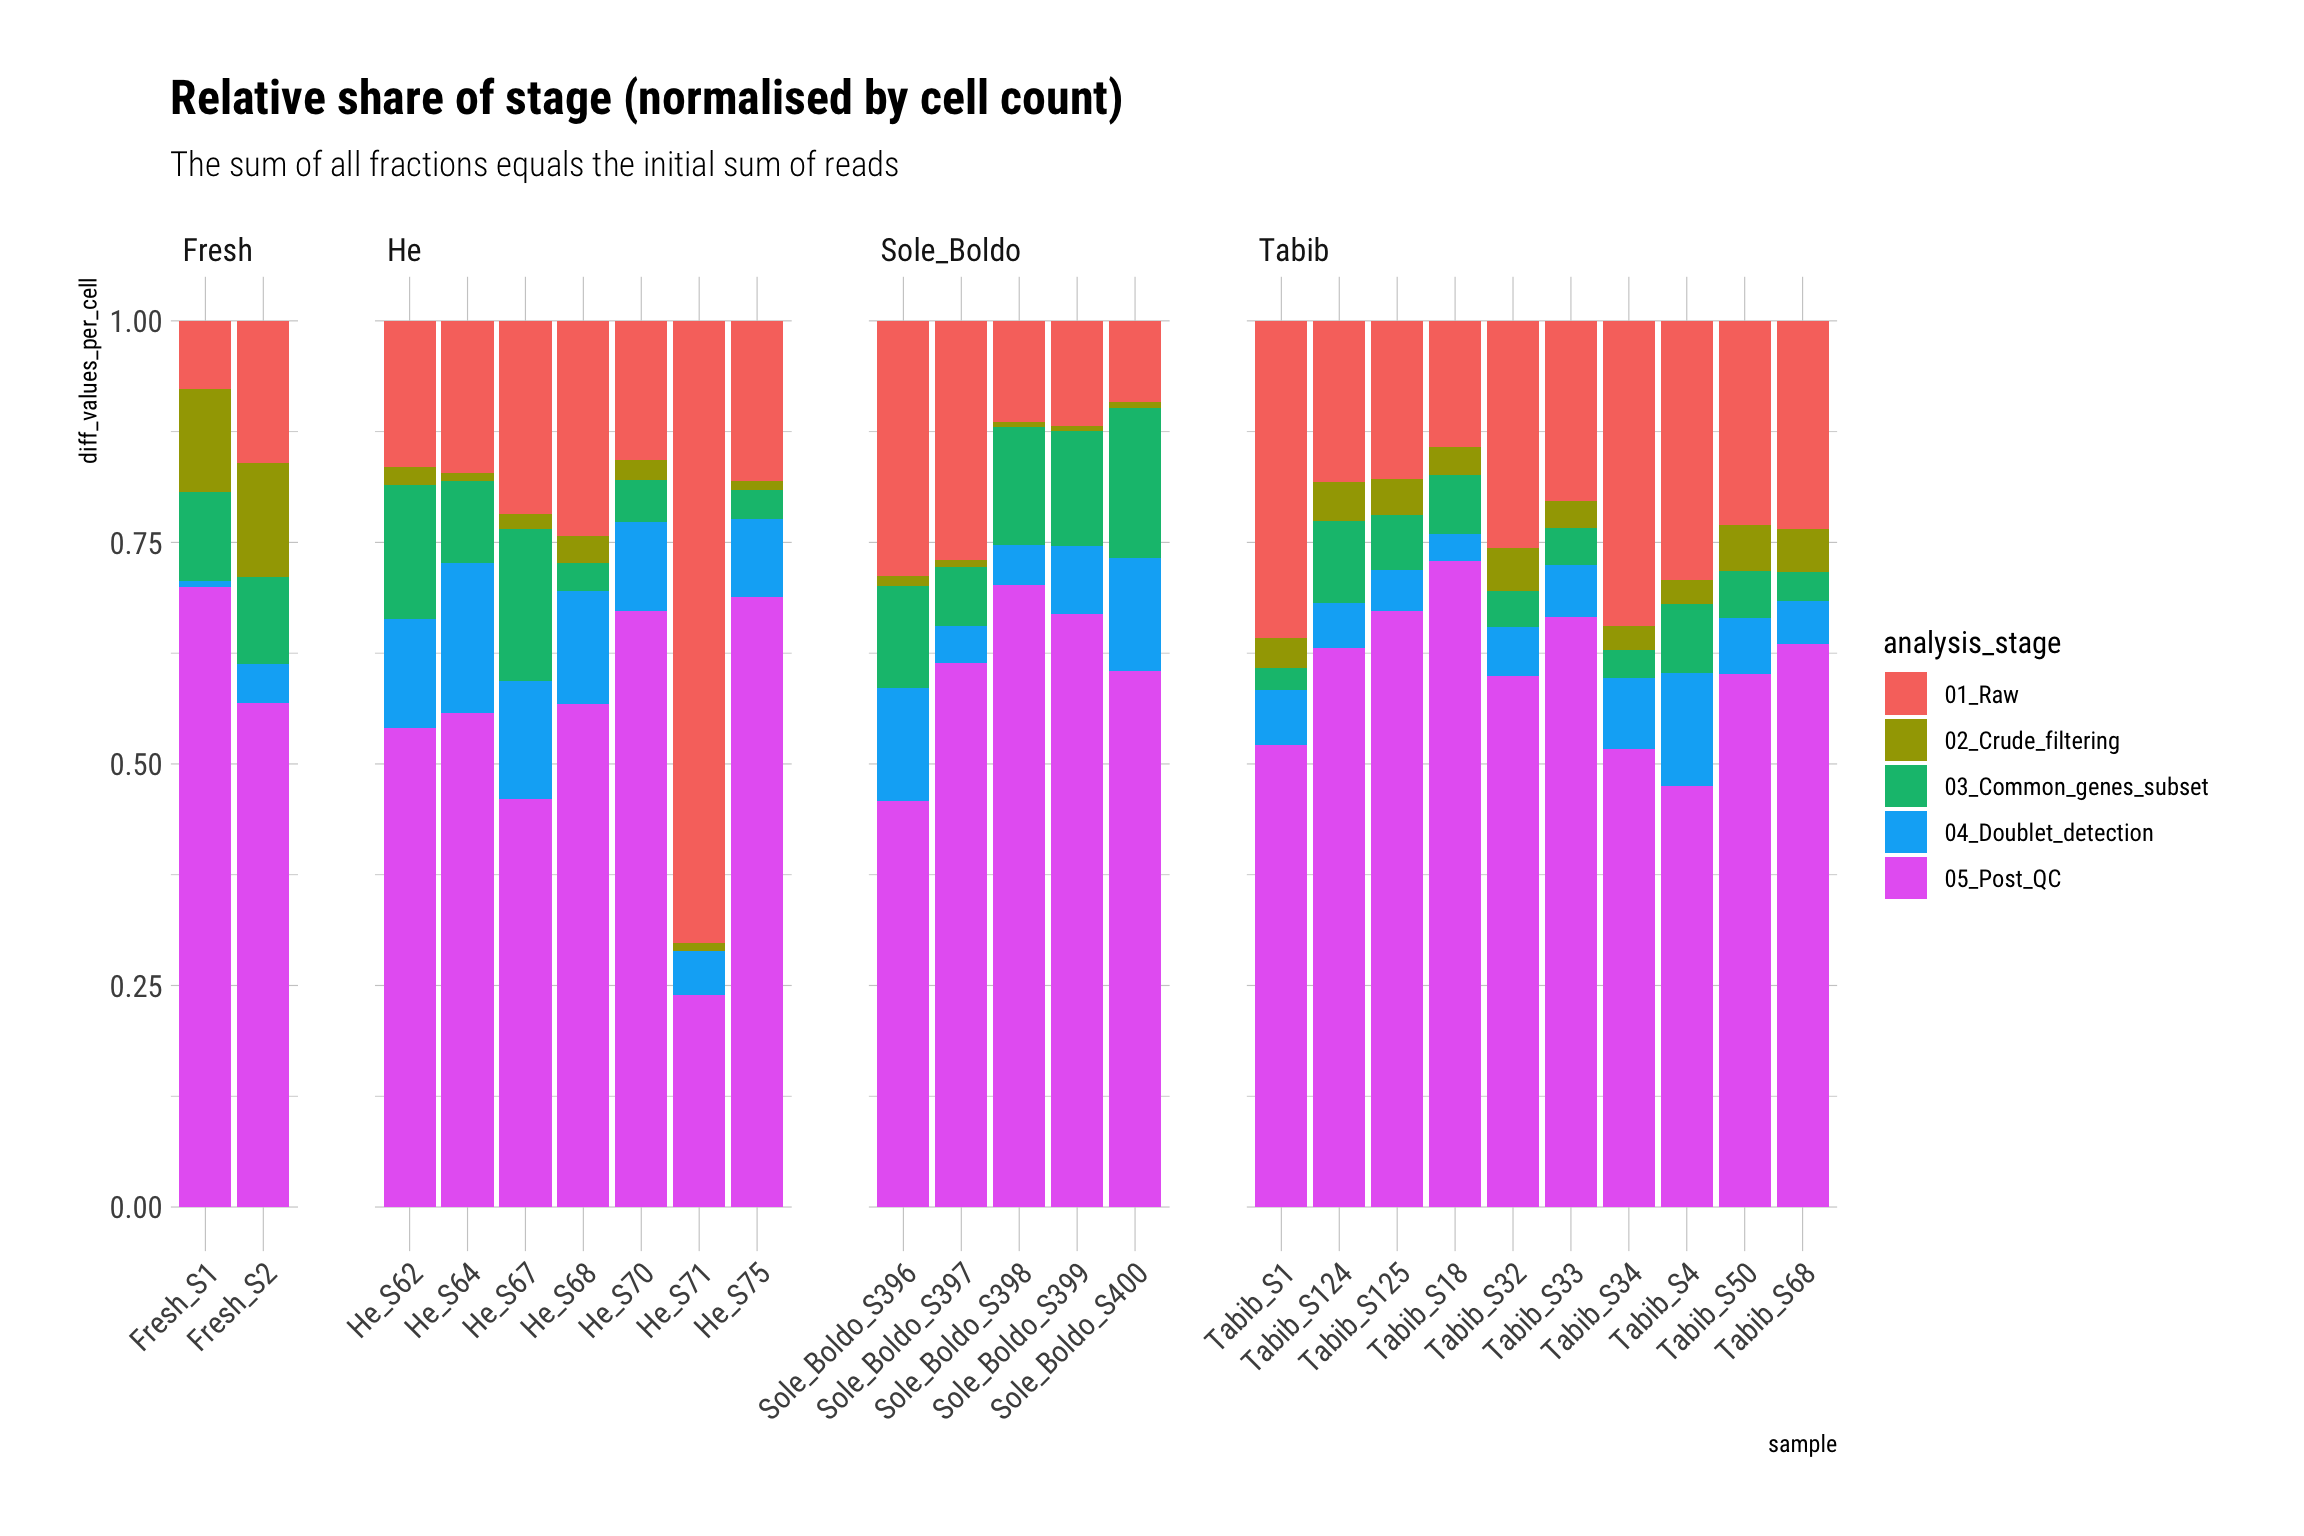 Relative share of stage (normalised by cell count)
The sum of all fractions equals the initial sum of reads
Fresh
He
Sole_Boldo
Tabib
diff_values_per_cell
1.00
0.75
0.50
0.25
0.00
Fresh_S1
Fresh_S2
He_S62
He_S64
He_S67
He_S68
He_S70
He_S71
He_S75
Sole_Boldo_S396
Sole_Boldo_S397
Sole_Boldo_S398
Sole_Boldo_S399
Sole_Boldo_S400
Tabib_S1
Tabib_S124
Tabib_S125
Tabib_S18
Tabib_S32
Tabib_S33
Tabib_S34
Tabib_S4
Tabib_S50
Tabib_S68
sample
analysis_stage
01_Raw
02_Crude_filtering
03_Common_genes_subset
04_Doublet_detection
05_Post_QC